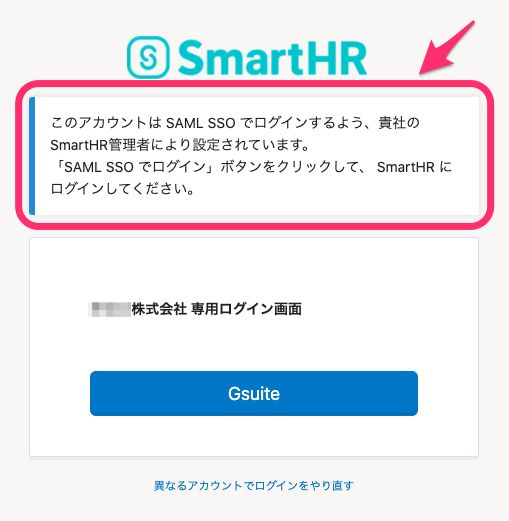 SmartHR
このアカウントは SAML SSO でログインするよう、貴社の
SmartHR管理者により設定されています。
「SAML SSO でログイン」ボタンをクリックして、 SmartHR に
ログインしてください。
株式会社 専用ログイン画面
Gsuite
異なるアカウントでログインをやり直す